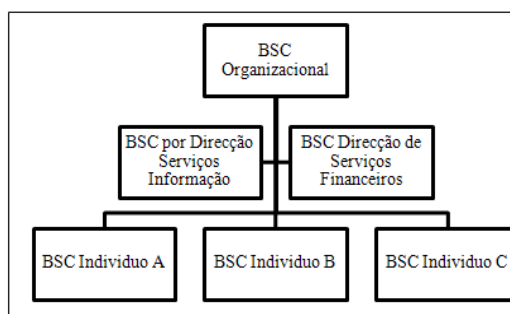 BSC
Organizacional
BSC por Direcção
Serviços
Informação
BSC Direcção de
Serviços
Financeiros
BSC Individuo A
BSC Individuo B
BSC Individuo C